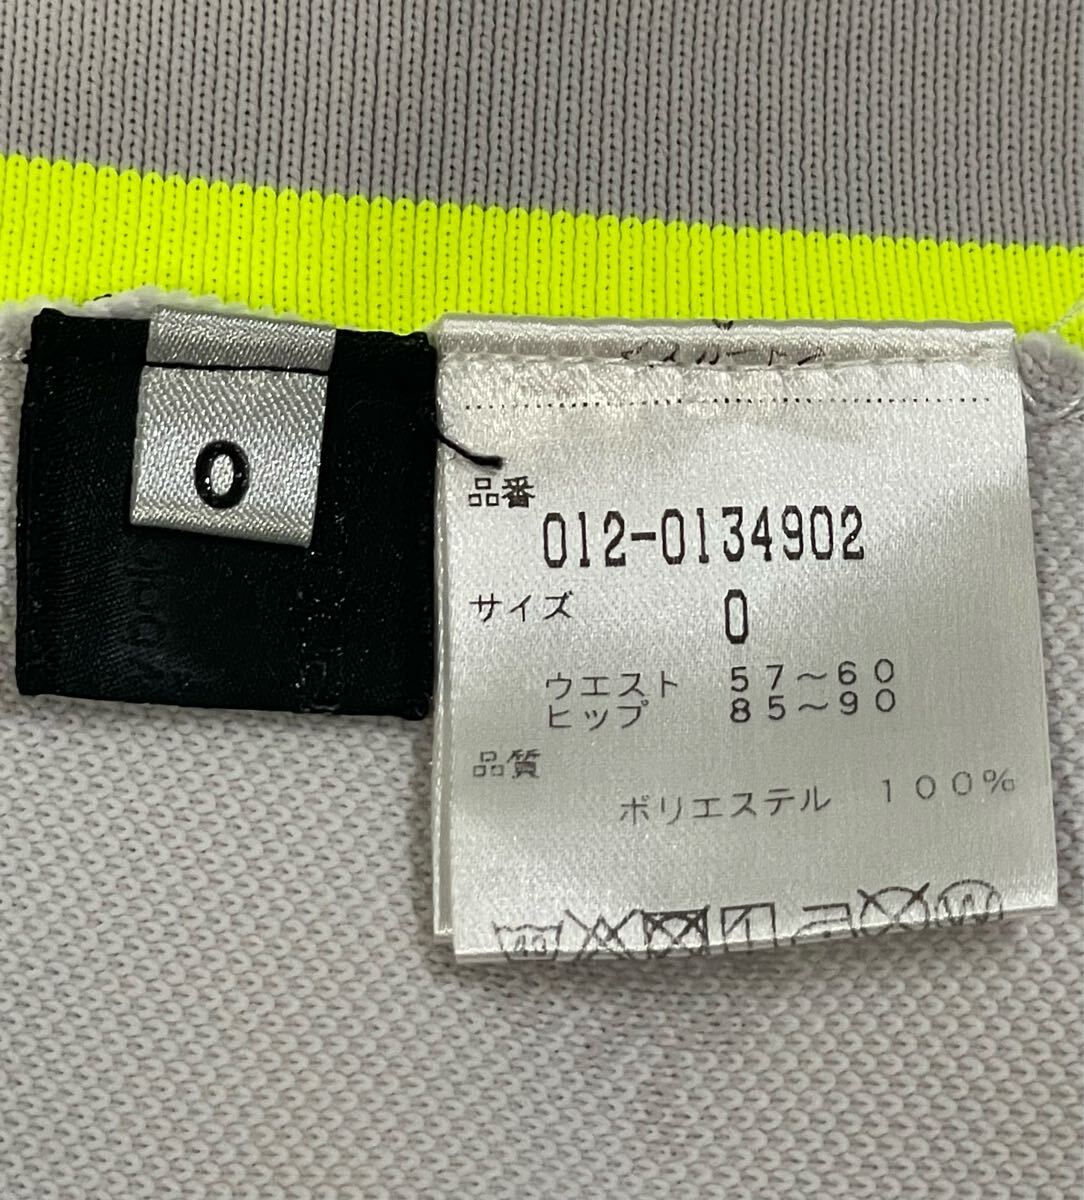 0
品番
012-0134902
サイズ 0
ウエスト 57～60
ヒップ 85～90
品質
ポリエステル 100%